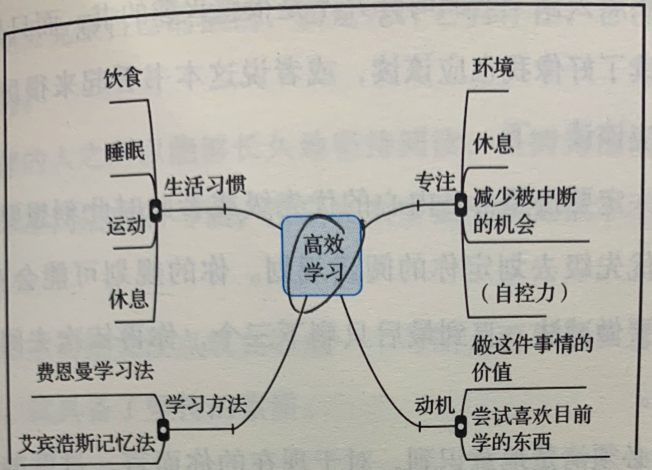 饮食
睡眠
生活习惯
运动
休息
环境
休息
专注
减少被中断
的机会
（自控力）
高效
学习
费恩曼学习法
学习方法
艾宾浩斯记忆法
做这件事情的
价值
动机
尝试喜欢目前
学的东西